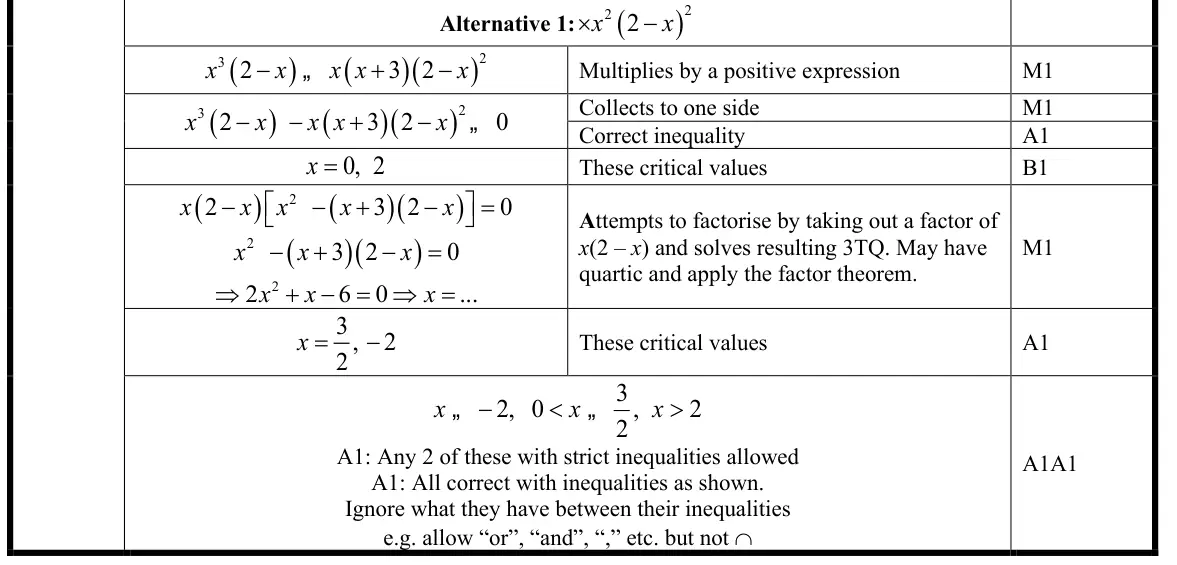 Alternative 1: ×x²(2−x)²
x³(2−x) „ x(x+3)(2−x)² Multiplies by a positive expression M1
x³(2−x) −x(x+3)(2−x)² „ 0 Collects to one side M1
Correct inequality A1
x = 0, 2 These critical values B1
x(2−x)[x² −(x+3)(2−x)] = 0
x² −(x+3)(2−x) = 0
⇒ 2x² + x − 6 = 0 ⇒ x = ...
Attempts to factorise by taking out a factor of
x(2 – x) and solves resulting 3TQ. May have
quartic and apply the factor theorem.
M1
x = 3/2, −2 These critical values A1
x „ −2, 0 < x „ 3/2, x > 2
A1: Any 2 of these with strict inequalities allowed
A1: All correct with inequalities as shown.
Ignore what they have between their inequalities
e.g. allow “or”, “and”, “,” etc. but not ∩
A1A1